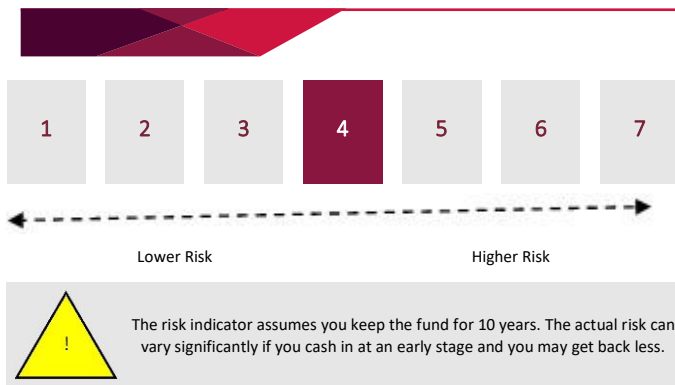 1 2 3 4 5 6 7
Lower Risk Higher Risk
!
The risk indicator assumes you keep the fund for 10 years. The actual risk can
vary significantly if you cash in at an early stage and you may get back less.